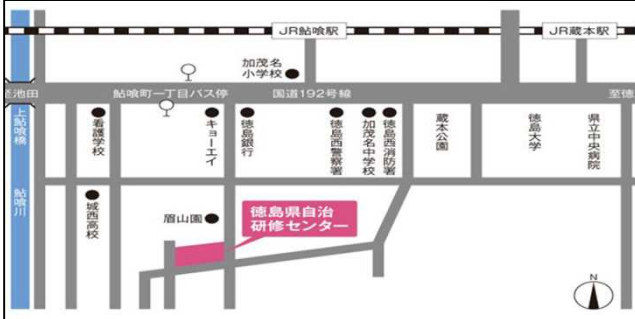 JR鮎喰駅
JR蔵本駅
加茂名
小学校
至池田
鮎喰町一丁目バス停
国道192号線
至徳
上鮎喰橋
看護学校
キョーエイ
徳島銀行
徳島西警察署
加茂名中学校
徳島西消防署
蔵本公園
徳島大学
県立中央病院
鮎喰川
城西高校
眉山園
徳島県自治
研修センター
N